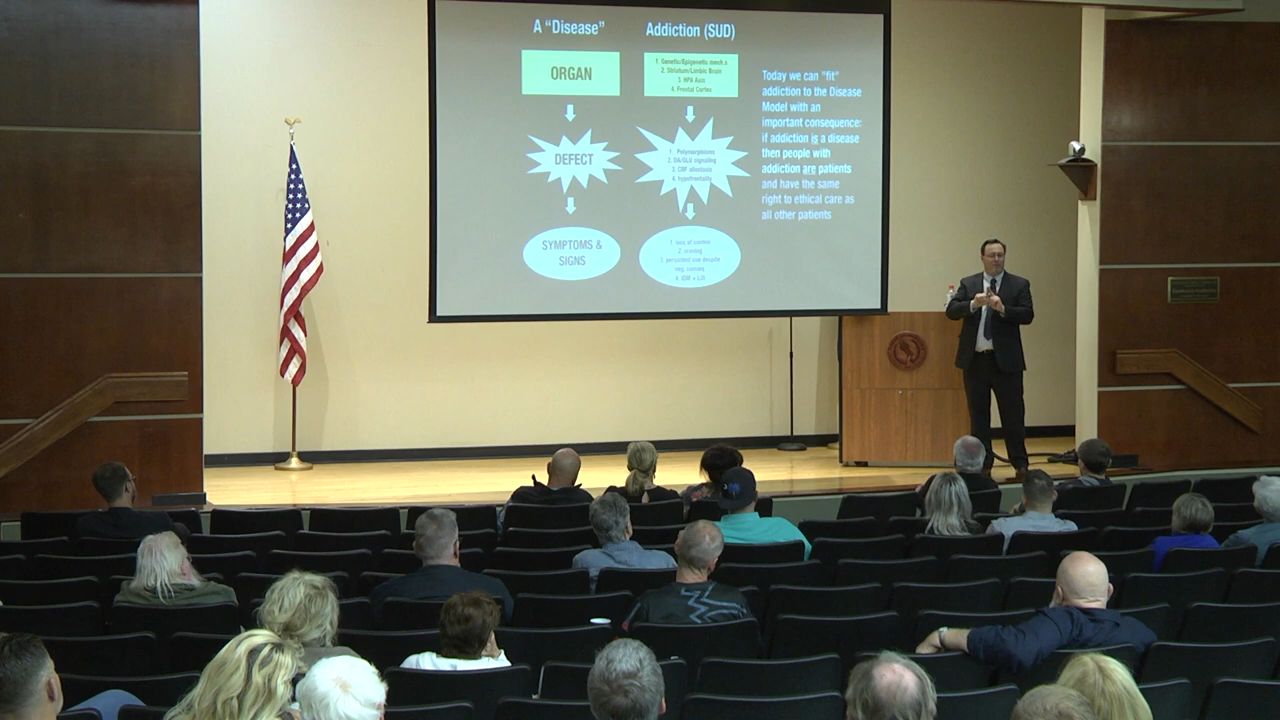 A "Disease"
ORGAN
DEFECT
SYMPTOMS &
SIGNS
Addiction (SUD)
1. Genetic/Epigenetic mech.s
2. Striatum/Limbic Brain
3. HPA Axis
4. Frontal Cortex
1. Polymorphisms
2. DA/GLU signaling
3. CRF allostasis
4. hypofrontality
1. loss of control
2. craving
3. persistent use despite
neg. conseq.
Today we can "fit"
addiction to the Disease
Model with an
important consequence:
if addiction is a disease
then people with
addiction are patients
and have the same
right to ethical care as
all other patients